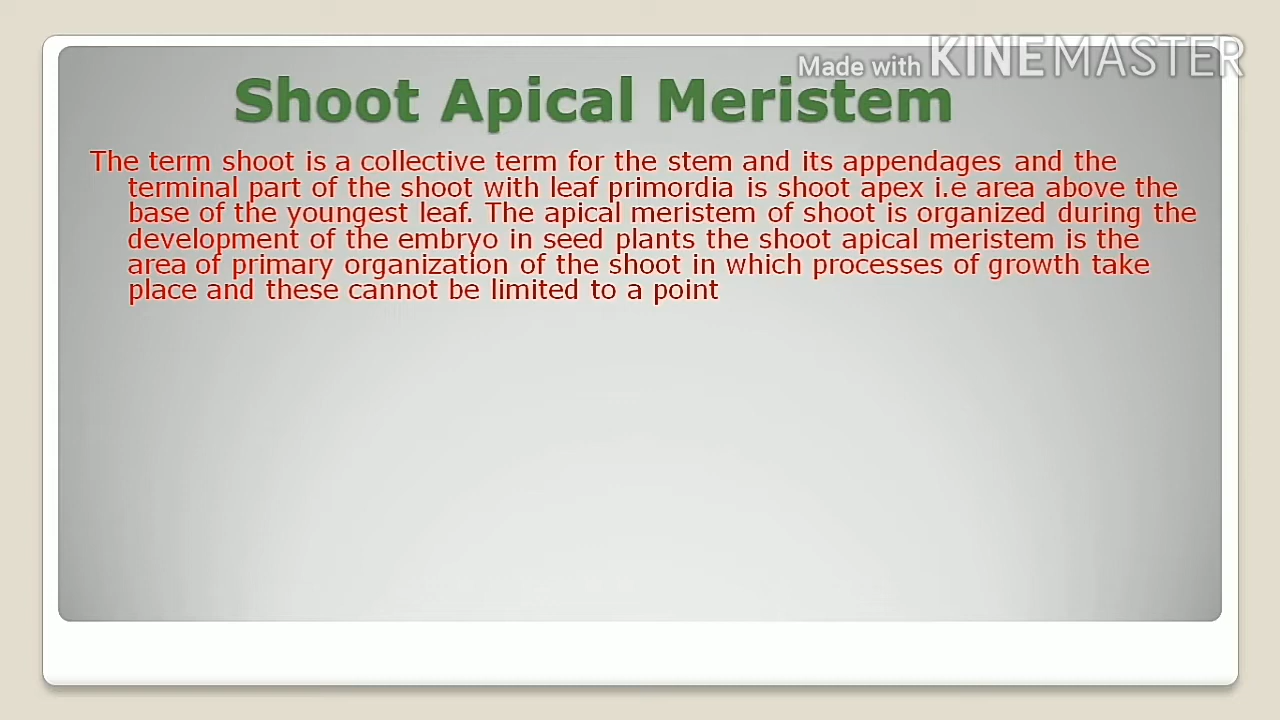 Made with KINEMASTER
Shoot Apical Meristem
The term shoot is a collective term for the stem and its appendages and the
terminal part of the shoot with leaf primordia is shoot apex i.e area above the
base of the youngest leaf. The apical meristem of shoot is organized during the
development of the embryo in seed plants the shoot apical meristem is the
area of primary organization of the shoot in which processes of growth take
place and these cannot be limited to a point